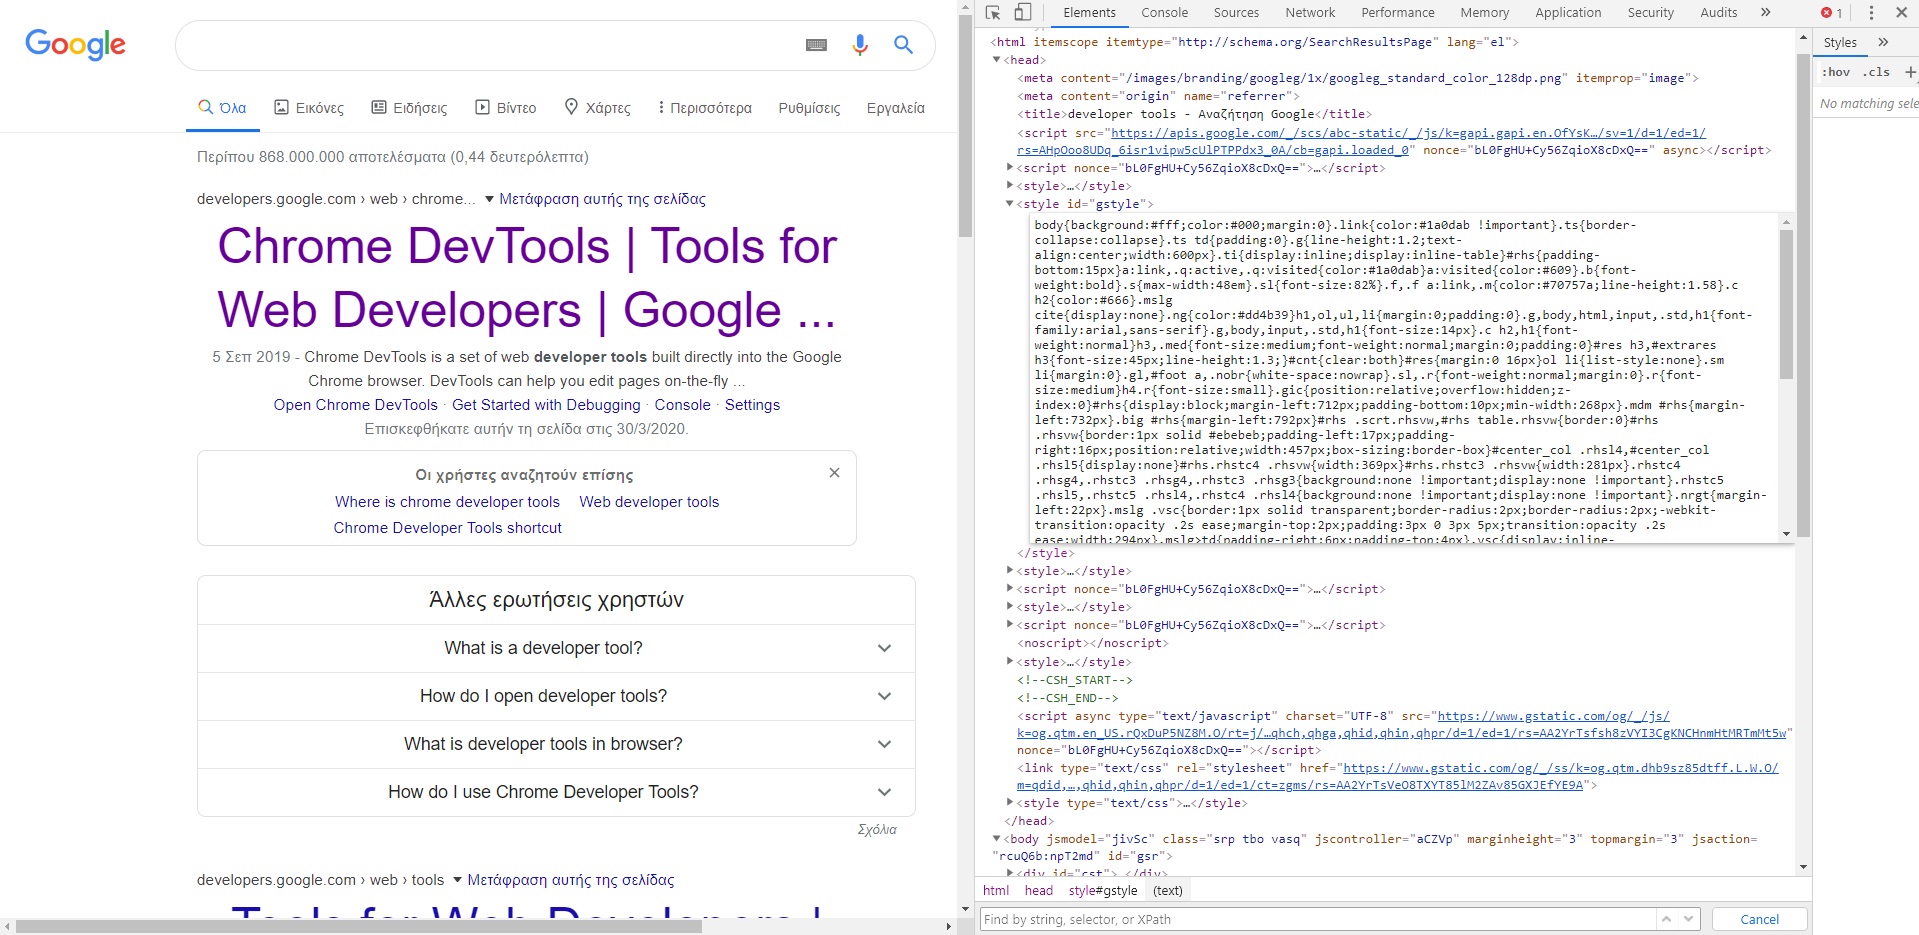 Google
Όλα
Εικόνες
Ειδήσεις
Βίντεο
Χάρτες
Περισσότερα
Ρυθμίσεις
Εργαλεία
Περίπου 868.000.000 αποτελέσματα (0,44 δευτερόλεπτα)
developers.google.com › web › chrome... ▼ Μετάφραση αυτής της σελίδας
Chrome DevTools | Tools for
Web Developers | Google ...
5 Σεπ 2019 - Chrome DevTools is a set of web developer tools built directly into the Google
Chrome browser. DevTools can help you edit pages on-the-fly ...
Open Chrome DevTools · Get Started with Debugging · Console · Settings
Επισκεφθήκατε αυτήν τη σελίδα στις 30/3/2020.
Οι χρήστες αναζητούν επίσης
Where is chrome developer tools Web developer tools
Chrome Developer Tools shortcut
Άλλες ερωτήσεις χρηστών
What is a developer tool?
How do I open developer tools?
What is developer tools in browser?
How do I use Chrome Developer Tools?
Σχόλια
developers.google.com › web › tools ▼ Μετάφραση αυτής της σελίδας
Tools for Web Developers |
Elements Console Sources Network Performance Memory Application Security Audits » 1
<html itemscope itemtype="http://schema.org/SearchResultsPage" lang="el">
▼<head>
<meta content="/images/branding/googleg/1x/googleg_standard_color_128dp.png" itemprop="image">
<meta content="origin" name="referrer">
<title>developer tools - Αναζήτηση Google</title>
<script src="https://apis.google.com/_/scs/abc-static/_/js/k=gapi.gapi.en.OfYsK…/sv=1/d=1/ed=1/
rs=AHpOoo8UDq_6isr1vipw5cUlPTPPdx3_0A/cb=gapi.loaded_0" nonce="bL0FgHU+Cy56ZqioX8cDxQ==" async></script>
▶<script nonce="bL0FgHU+Cy56ZqioX8cDxQ==">…</script>
▶<style>…</style>
▼<style id="gstyle">
body{background:#fff;color:#000;margin:0}.link{color:#1a0dab !important}.ts{border-
collapse:collapse}.ts td{padding:0}.g{line-height:1.2;text-
align:center;width:600px}.ti{display:inline;display:inline-table}#rhs{padding-
bottom:15px}a:link,.q:active,.q:visited{color:#1a0dab}a:visited{color:#609}.b{font-
weight:bold}.s{max-width:48em}.sl{font-size:82%}.f,.f a:link,.m{color:#70757a;line-height:1.58}.c
h2{color:#666}.mslg
cite{display:none}.ng{color:#dd4b39}h1,ol,ul,li{margin:0;padding:0}.g,body,html,input,.std,h1{font-
family:arial,sans-serif}.g,body,input,.std,h1{font-size:14px}.c h2,h1{font-
weight:normal}h3,.med{font-size:medium;font-weight:normal;margin:0;padding:0}#res h3,#extrares
h3{font-size:45px;line-height:1.3;}#cnt{clear:both}#res{margin:0 16px}ol li{list-style:none}.sm
li{margin:0}.gl,#foot a,.nobr{white-space:nowrap}.sl,.r{font-weight:normal;margin:0}.r{font-
size:medium}h4.r{font-size:small}.gic{position:relative;overflow:hidden;z-
index:0}#rhs{display:block;margin-left:712px;padding-bottom:10px;min-width:268px}.mdm #rhs{margin-
left:732px}.big #rhs{margin-left:792px}#rhs .scrt.rhsvw,#rhs table.rhsvw{border:0}#rhs
.rhsvw{border:1px solid #ebebeb;padding-left:17px;padding-
right:16px;position:relative;width:457px;box-sizing:border-box}#center_col .rhsl4,#center_col
.rhsl5{display:none}#rhs.rhstc4 .rhsvw{width:369px}#rhs.rhstc3 .rhsvw{width:281px}.rhstc4
.rhsg4,.rhstc3 .rhsg4,.rhstc3 .rhsg3{background:none !important;display:none !important}.rhstc5
.rhsl5,.rhstc5 .rhsl4,.rhstc4 .rhsl4{background:none !important;display:none !important}.nrgt{margin-
left:22px}.mslg .vsc{border:1px solid transparent;border-radius:2px;border-radius:2px;-webkit-
transition:opacity .2s ease;margin-top:2px;padding:3px 0 3px 5px;transition:opacity .2s
ease;width:294px}.mslg>td{padding-right:6px;padding-top:4px}.vsc{display:inline-
</style>
▶<style>…</style>
▶<script nonce="bL0FgHU+Cy56ZqioX8cDxQ==">…</script>
▶<style>…</style>
▶<script nonce="bL0FgHU+Cy56ZqioX8cDxQ==">…</script>
<noscript></noscript>
▶<style>…</style>
<!--CSH_START-->
<!--CSH_END-->
<script async type="text/javascript" charset="UTF-8" src="https://www.gstatic.com/og/_/js/
k=og.qtm.en_US.rQxDuP5NZ8M.O/rt=j/…qhch,qhga,qhid,qhin,qhpr/d=1/ed=1/rs=AA2YrTsfsh8zVYI3CgKNCHnmHtMRTmMt5w"
nonce="bL0FgHU+Cy56ZqioX8cDxQ=="></script>
<link type="text/css" rel="stylesheet" href="https://www.gstatic.com/og/_/ss/k=og.qtm.dhb9sz85dtff.L.W.O/
m=qdid,…,qhid,qhin,qhpr/d=1/ed=1/ct=zgms/rs=AA2YrTsVeO8TXYT85lM2ZAv85GXJEfYE9A">
▶<style type="text/css">…</style>
</head>
▼<body jsmodel="jivSc" class="srp tbo vasq" jscontroller="aCZVp" marginheight="3" topmargin="3" jsaction=
"rcuQ6b:npT2md" id="gsr">
▶<div id="cst">…</div>
html head style#gstyle (text)
Find by string, selector, or XPath
Cancel
Styles »
:hov .cls +
No matching sele